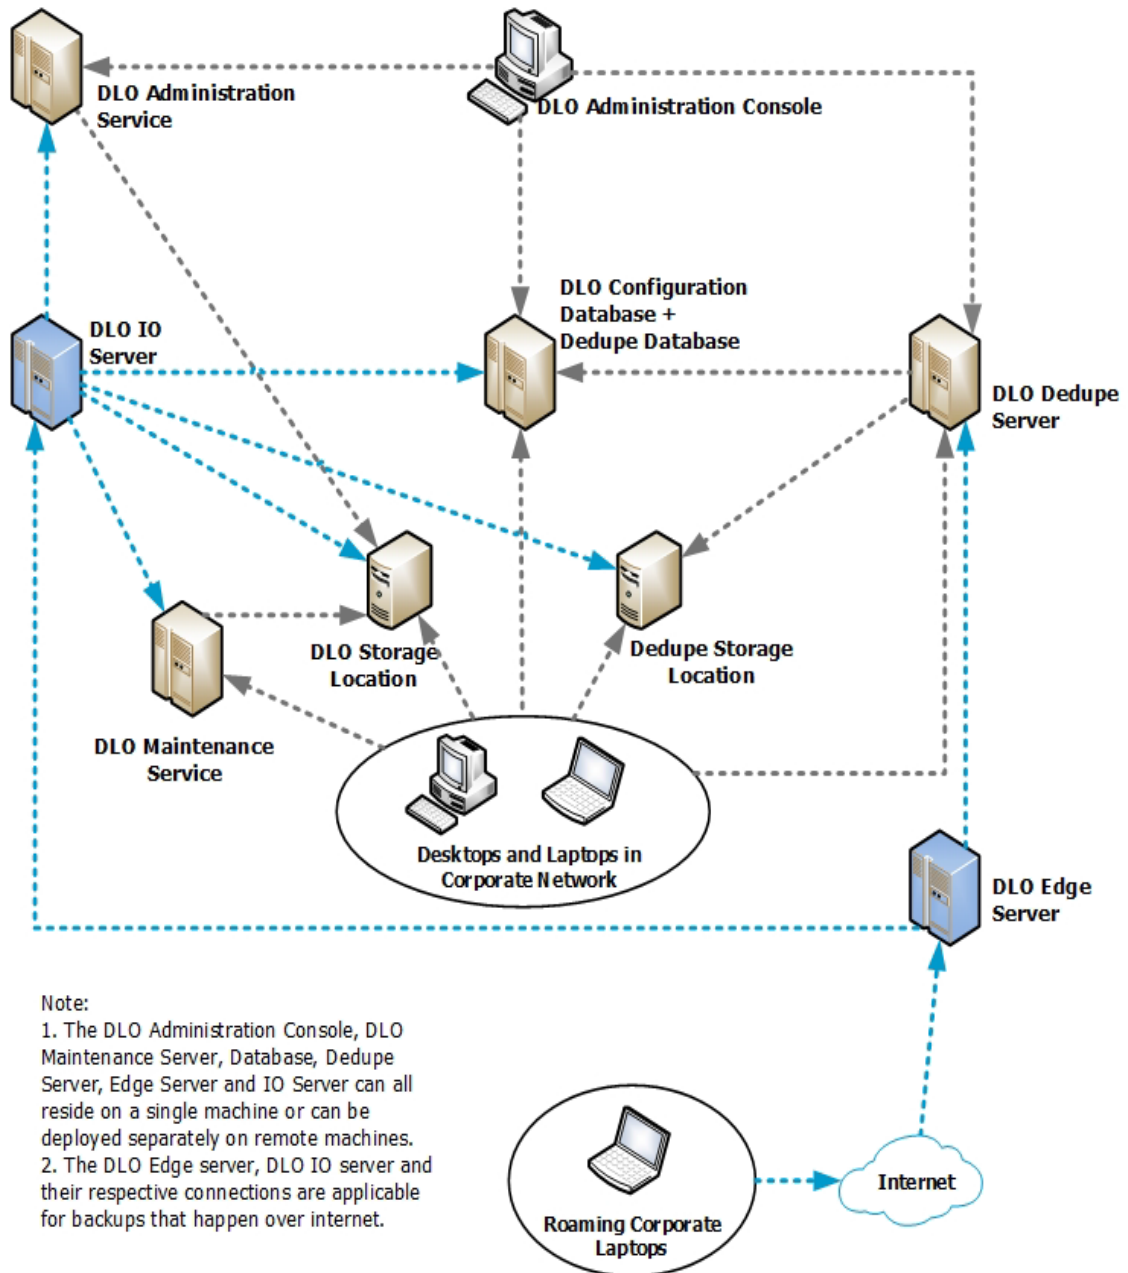 DLO Administration
Service
DLO Administration Console
DLO Configuration
Database +
Dedupe Database
DLO IO
Server
DLO Dedupe
Server
DLO Storage
Location
Dedupe Storage
Location
DLO Maintenance
Service
Desktops and Laptops in
Corporate Network
DLO Edge
Server
Note:
1. The DLO Administration Console, DLO
Maintenance Server, Database, Dedupe
Server, Edge Server and IO Server can all
reside on a single machine or can be
deployed separately on remote machines.
2. The DLO Edge server, DLO IO server and
their respective connections are applicable
for backups that happen over internet.
Internet
Roaming Corporate
Laptops